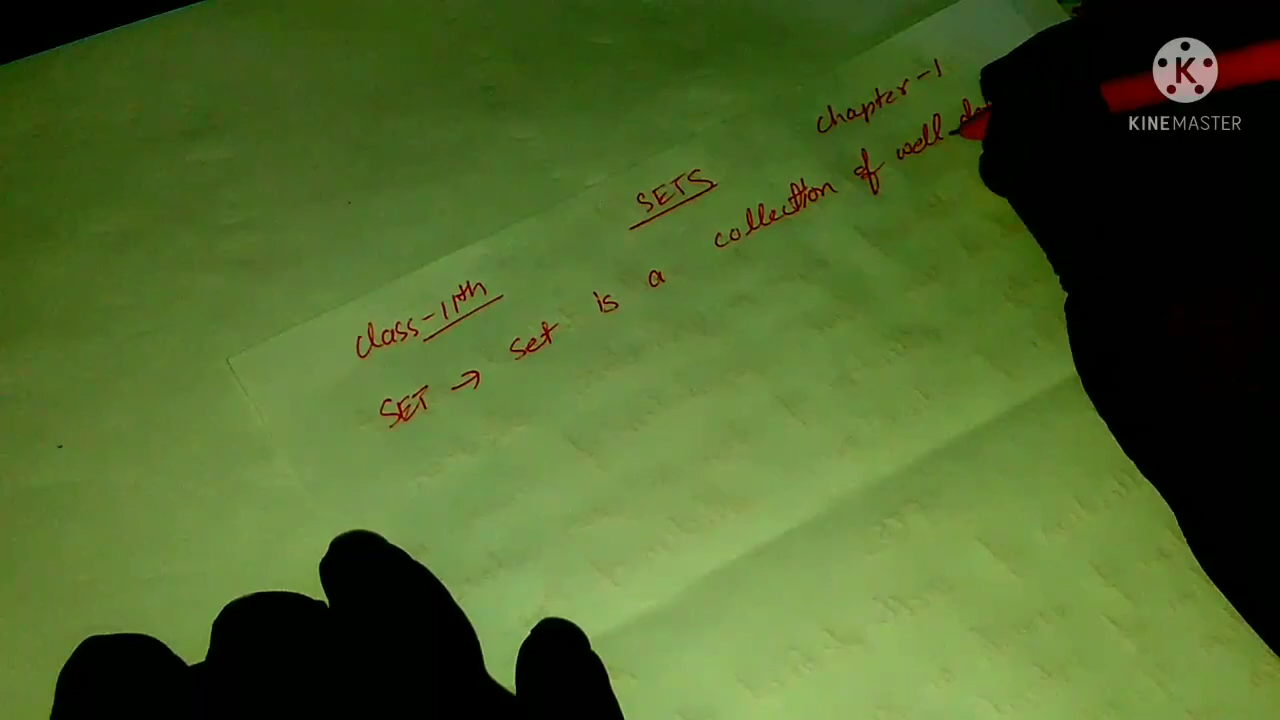 chapter-1
SETS
class-11th
SET → set is a collection of well
K
KINEMASTER